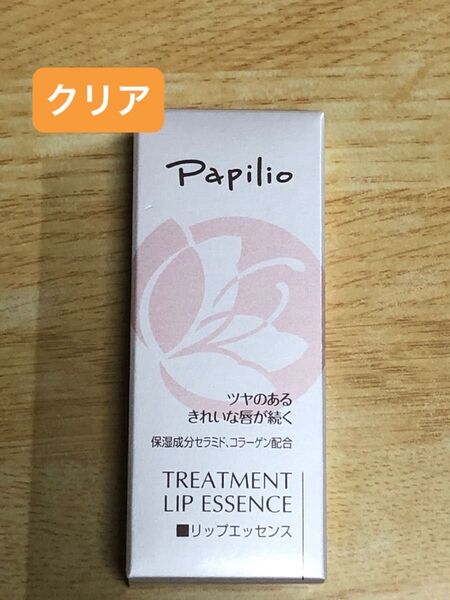 クリア
Papilio
ツヤのある
きれいな唇が続く
保湿成分セラミド、コラーゲン配合
TREATMENT
LIP ESSENCE
■リップエッセンス